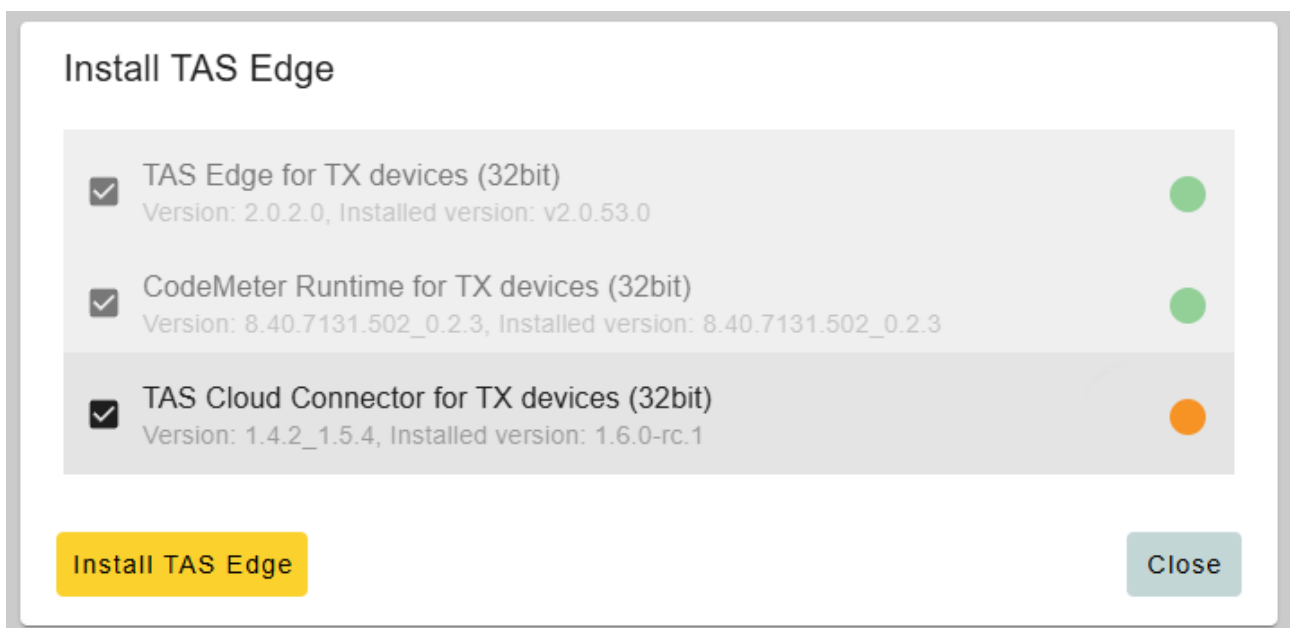 Install TAS Edge
TAS Edge for TX devices (32bit)
Version: 2.0.2.0, Installed version: v2.0.53.0
CodeMeter Runtime for TX devices (32bit)
Version: 8.40.7131.502_0.2.3, Installed version: 8.40.7131.502_0.2.3
TAS Cloud Connector for TX devices (32bit)
Version: 1.4.2_1.5.4, Installed version: 1.6.0-rc.1
Install TAS Edge
Close